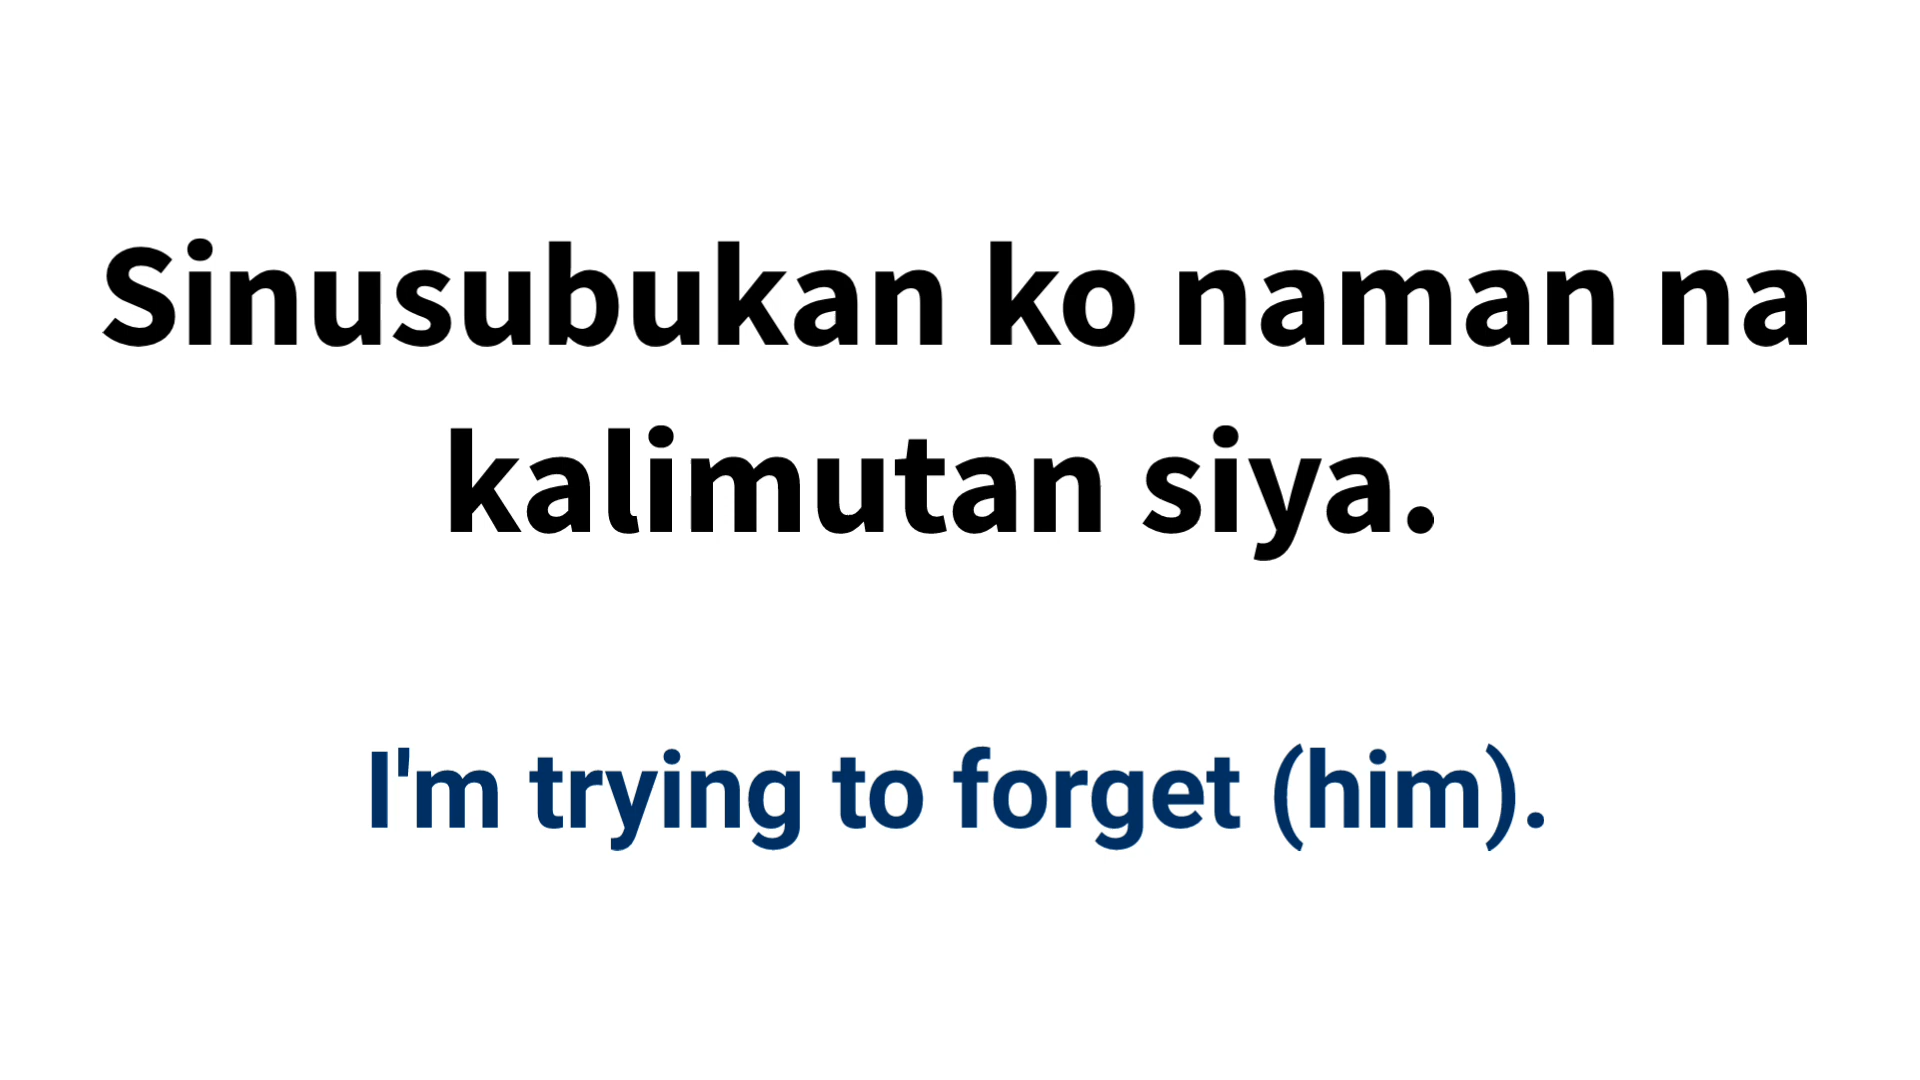 Sinusubukan ko naman na
kalimutan siya.
I'm trying to forget (him).